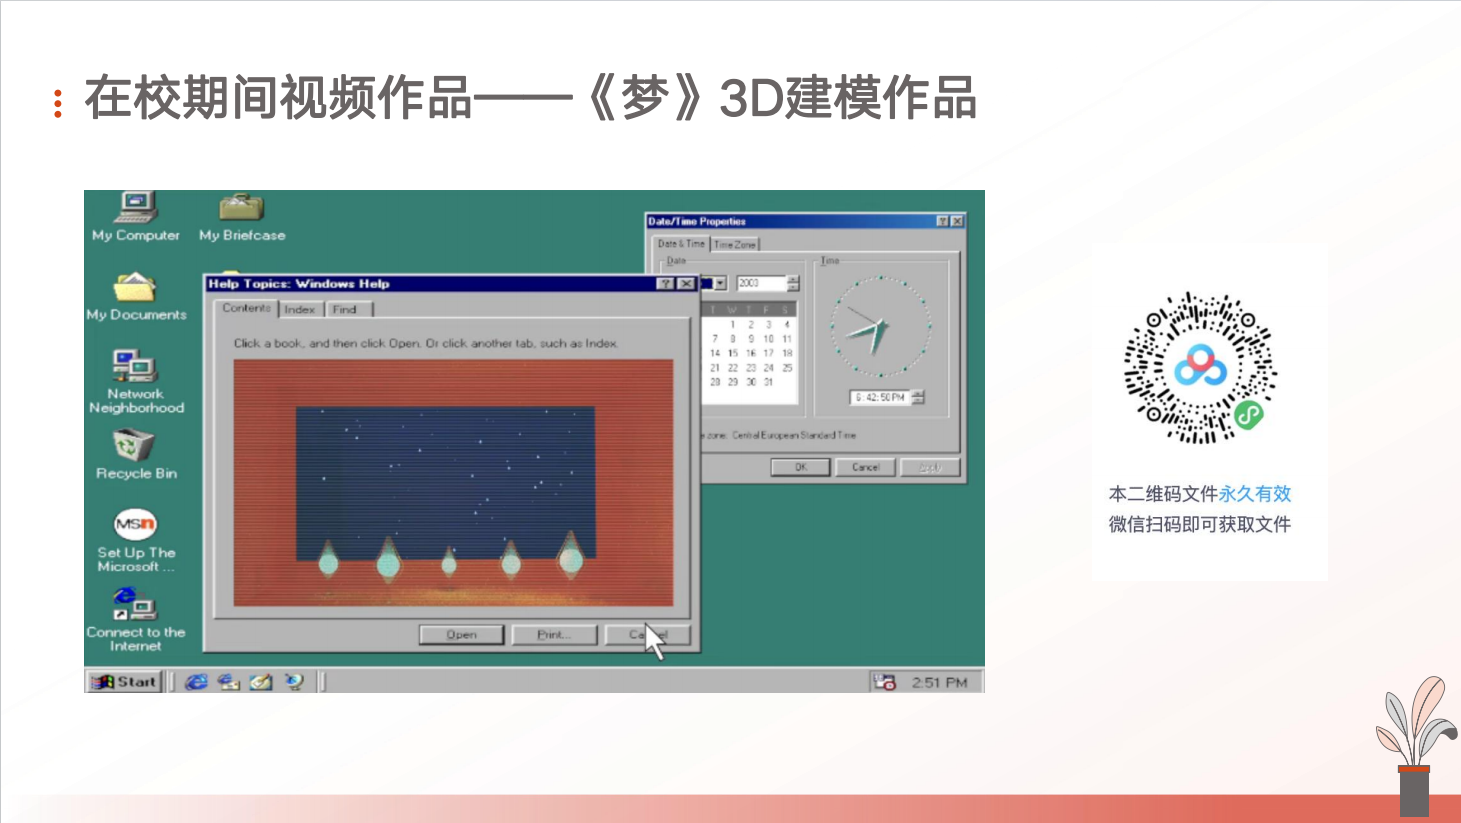 在校期间视频作品——《梦》3D建模作品
My Computer
My Briefcase
My Documents
Network
Neighborhood
Recycle Bin
MSn
Set Up The
Microsoft ...
Connect to the
Internet
Date/Time Properties
Date & Time
Time Zone
Date
2003
T W T F S
1 2 3 4
7 8 9 10 11
14 15 16 17 18
21 22 23 24 25
28 29 30 31
Time
6:42:50 PM
e zone: Central European Standard Time
OK
Cancel
Apply
Help Topics: Windows Help
Contents
Index
Find
Click a book, and then click Open. Or click another tab, such as Index.
Open
Print...
Ca el
Start
2:51 PM
本二维码文件永久有效
微信扫码即可获取文件